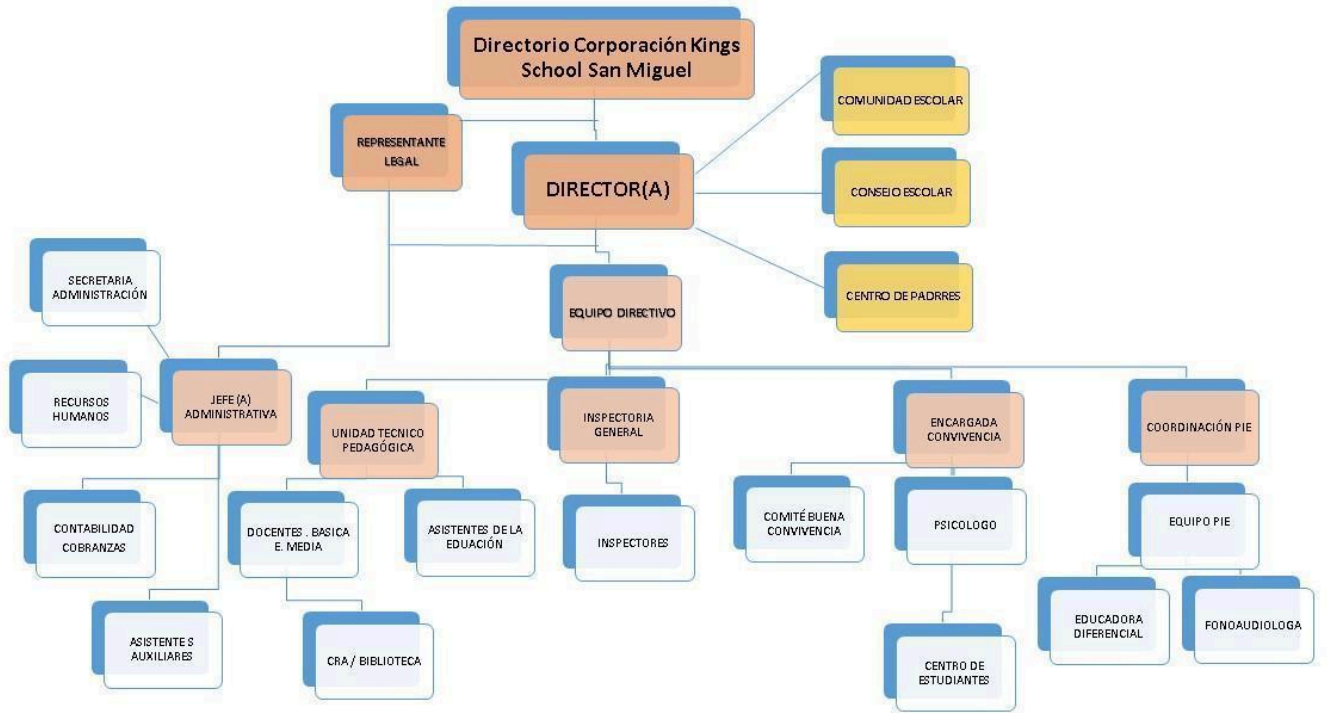 Directorio Corporación Kings
School San Miguel
COMUNIDAD ESCOLAR
REPRESENTANTE
LEGAL
DIRECTOR(A)
CONSEJO ESCOLAR
SECRETARIA
ADMINISTRACIÓN
EQUIPO DIRECTIVO
CENTRO DE PADRRES
RECURSOS
HUMANOS
JEFE (A)
ADMINISTRATIVA
UNIDAD TECNICO
PEDAGÓGICA
INSPECTORIA
GENERAL
ENCARGADA
CONVIVENCIA
COORDINACIÓN PIE
CONTABILIDAD
COBRANZAS
DOCENTES . BASICA
E. MEDIA
ASISTENTES DE LA
EDUACIÓN
INSPECTORES
COMITÉ BUENA
CONVIVENCIA
PSICOLOGO
EQUIPO PIE
ASISTENTE S
AUXILIARES
CRA / BIBLIOTECA
CENTRO DE
ESTUDIANTES
EDUCADORA
DIFERENCIAL
FONOAUDIOLOGA